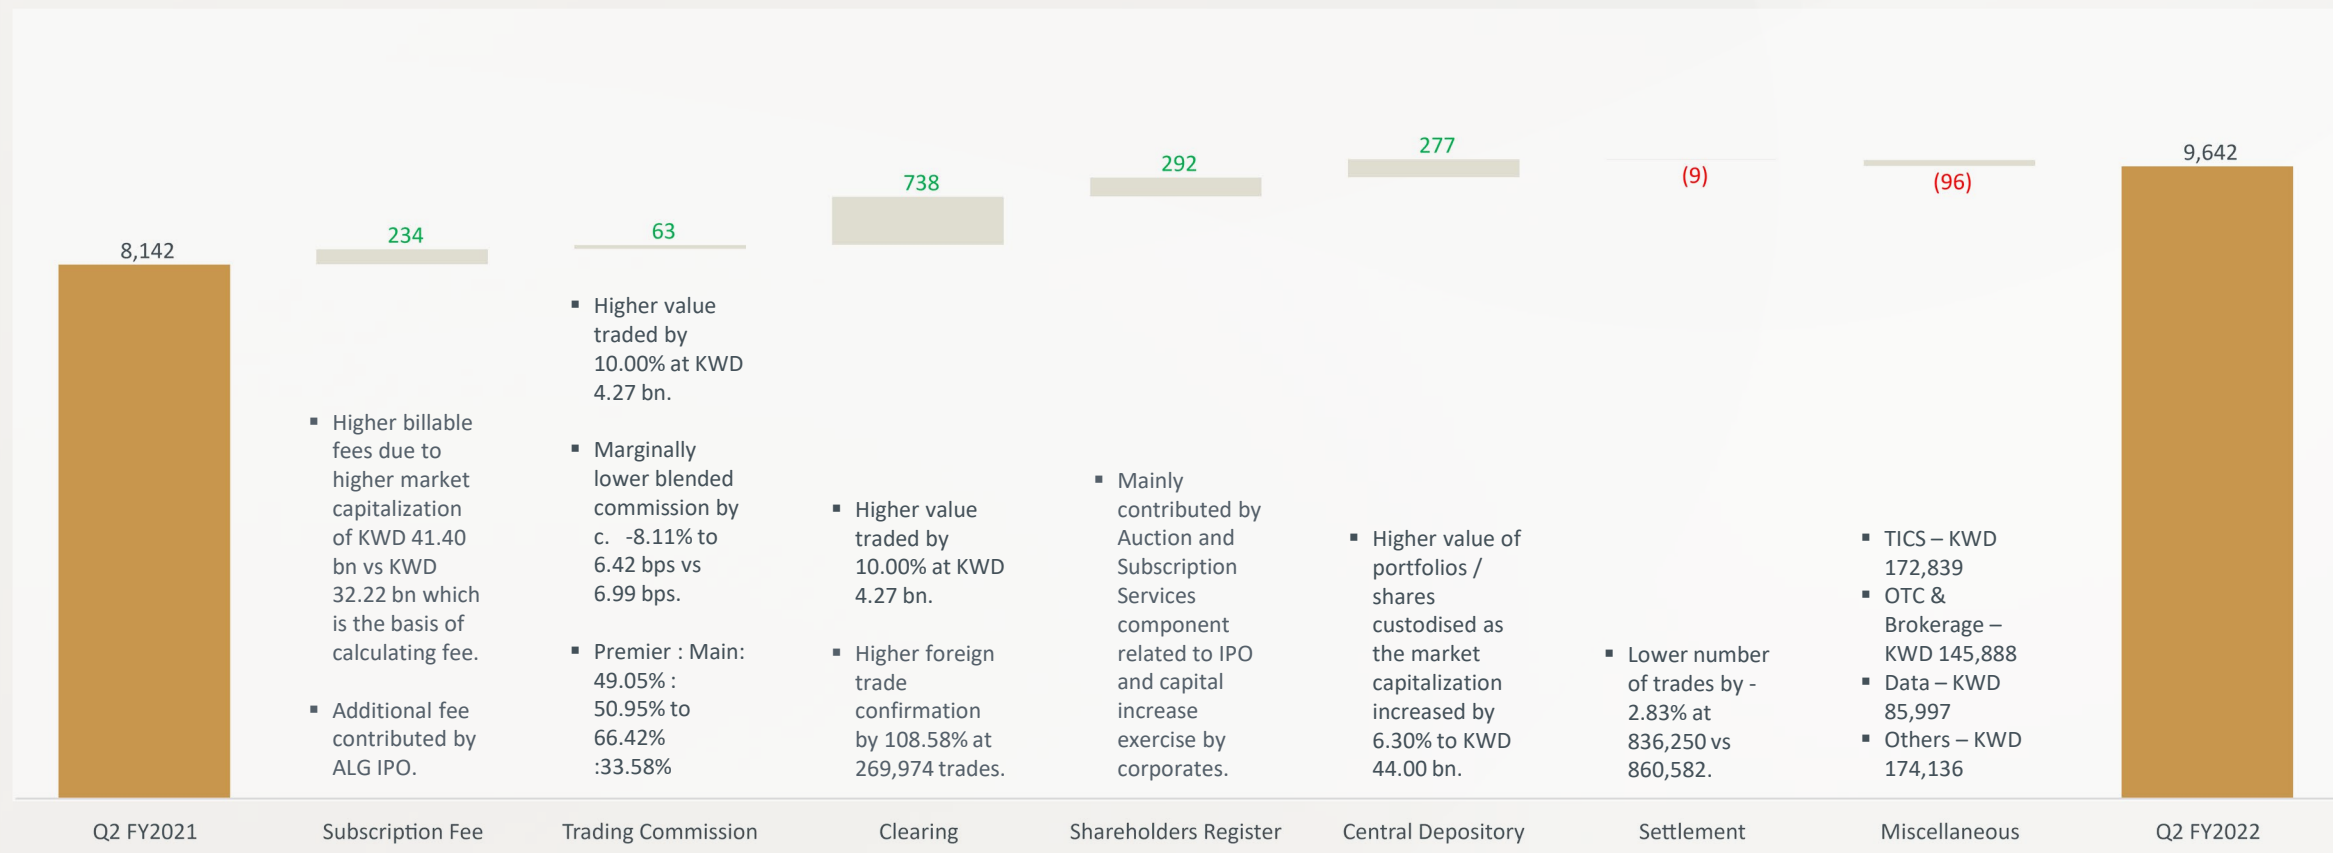 8,142
234
▪ Higher billable
fees due to
higher market
capitalization
of KWD 41.40
bn vs KWD
32.22 bn which
is the basis of
calculating fee.
▪ Additional fee
contributed by
ALG IPO.
63
▪ Higher value
traded by
10.00% at KWD
4.27 bn.
▪ Marginally
lower blended
commission by
c. -8.11% to
6.42 bps vs
6.99 bps.
▪ Premier : Main:
49.05% :
50.95% to
66.42%
:33.58%
738
▪ Higher value
traded by
10.00% at KWD
4.27 bn.
▪ Higher foreign
trade
confirmation
by 108.58% at
269,974 trades.
292
▪ Mainly
contributed by
Auction and
Subscription
Services
component
related to IPO
and capital
increase
exercise by
corporates.
277
▪ Higher value of
portfolios /
shares
custodised as
the market
capitalization
increased by
6.30% to KWD
44.00 bn.
(9)
▪ Lower number
of trades by -
2.83% at
836,250 vs
860,582.
(96)
▪ TICS – KWD
172,839
▪ OTC &
Brokerage –
KWD 145,888
▪ Data – KWD
85,997
▪ Others – KWD
174,136
9,642
Q2 FY2021
Subscription Fee
Trading Commission
Clearing
Shareholders Register
Central Depository
Settlement
Miscellaneous
Q2 FY2022